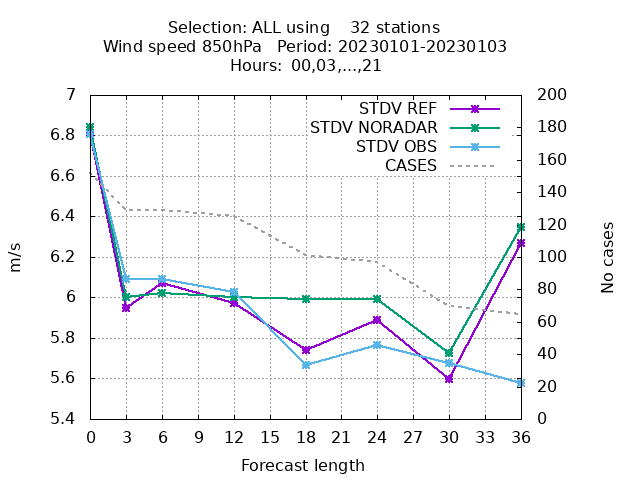 Selection: ALL using    32 stations
Wind speed 850hPa   Period: 20230101-20230103
Hours:  00,03,...,21
7 200
STDV REF
6.8 180
STDV NORADAR
STDV OBS
160
CASES
6.6
140
6.4
120
6.2 100
m/s
No cases
6 80
60
5.8
40
5.6
20
5.4 0
0 3 6 9 12 15 18 21 24 27 30 33 36
Forecast length